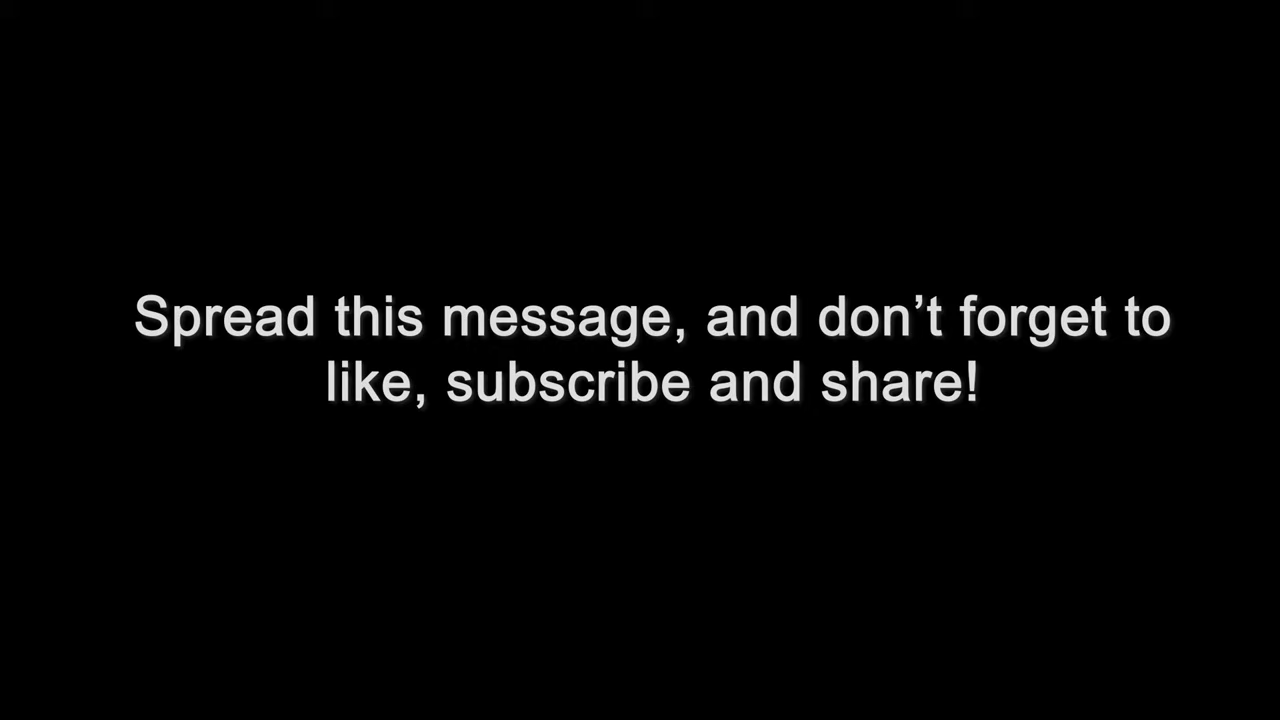 Spread this message, and don’t forget to
like, subscribe and share!